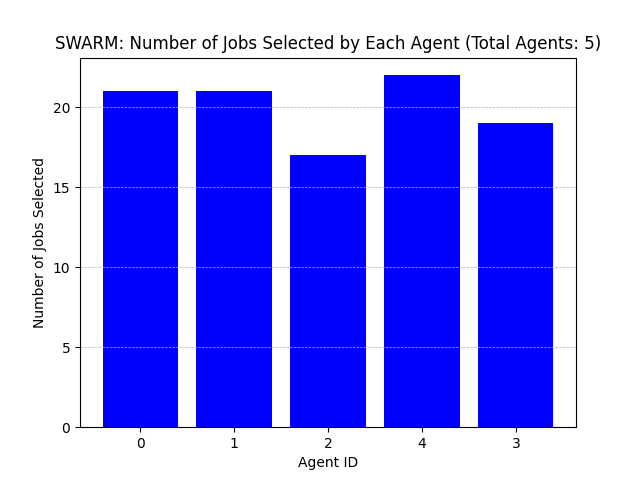 SWARM: Number of Jobs Selected by Each Agent (Total Agents: 5)
Number of Jobs Selected
20
15
10
5
0
0 1 2 4 3
Agent ID